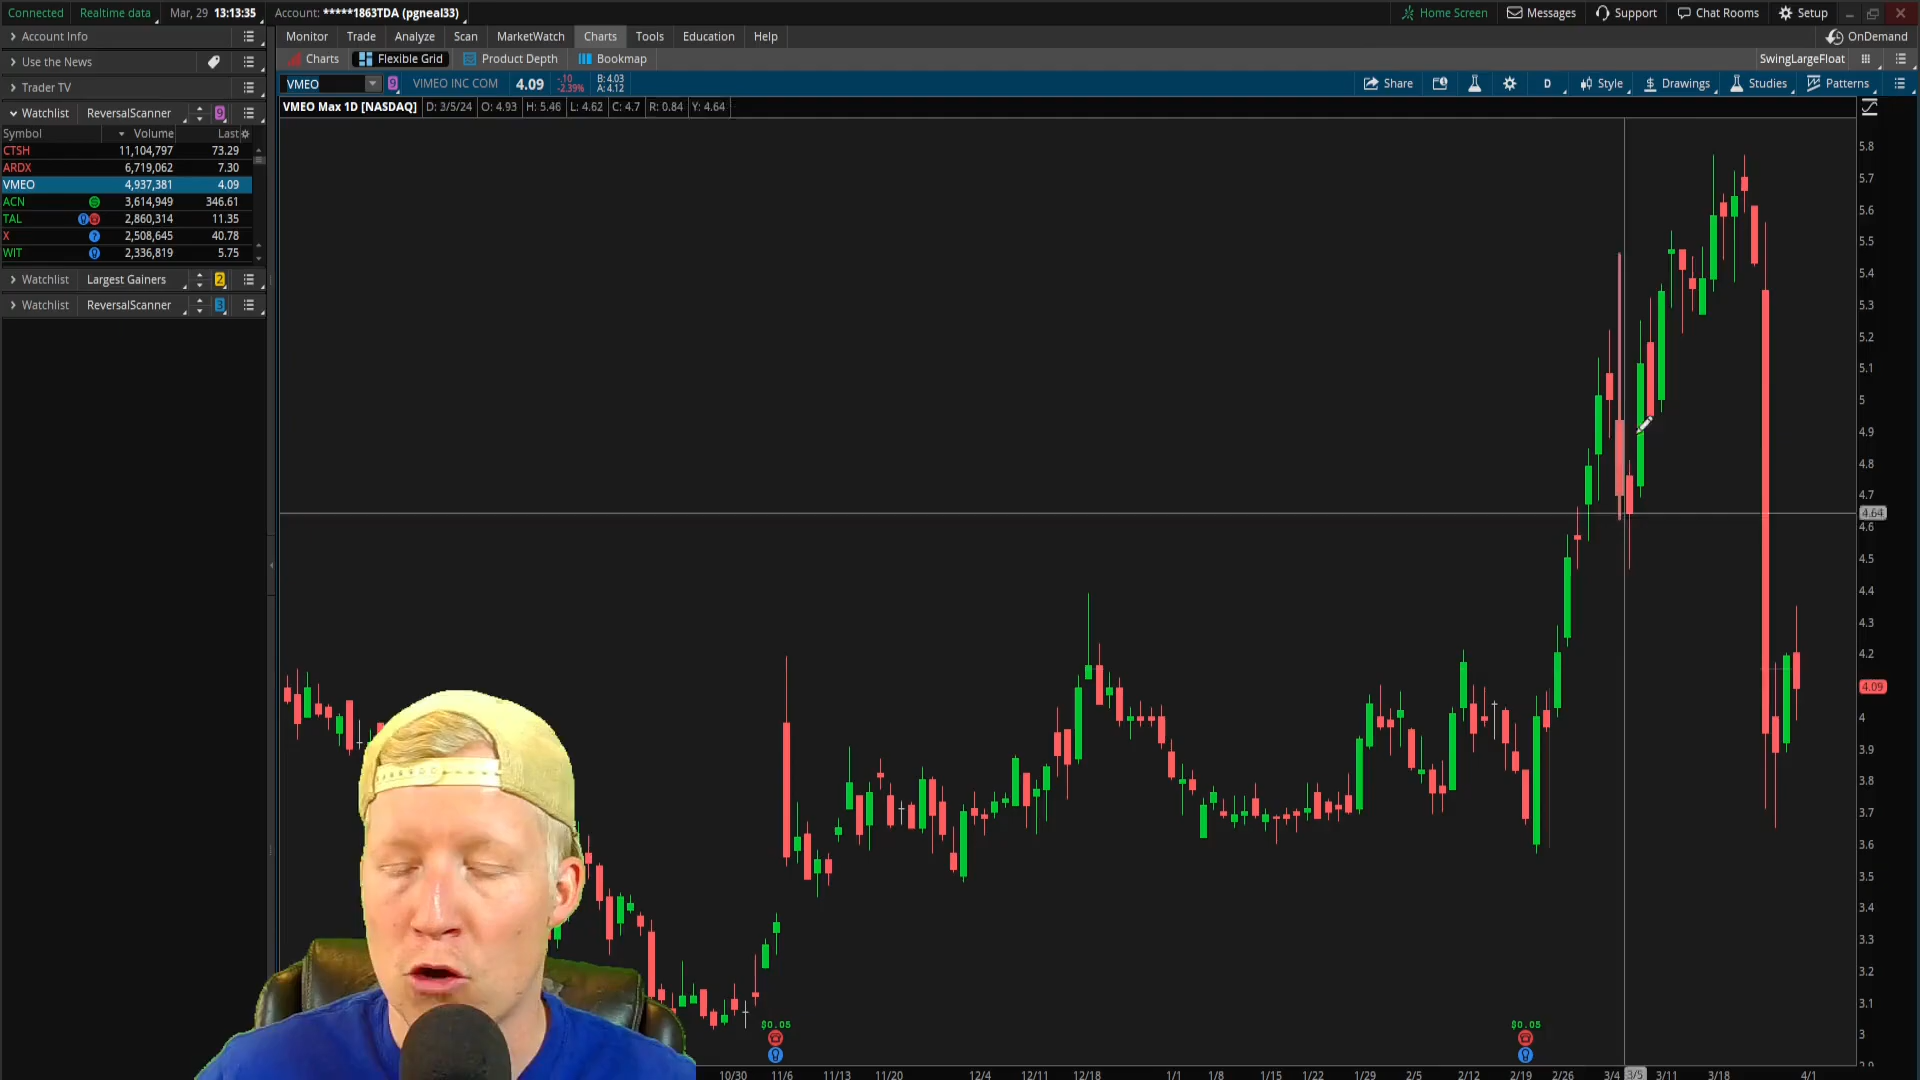 Connected Realtime data Mar, 29 13:13:35 Account: *****1863TDA (pgneal33) Home Screen Messages Support Chat Rooms Setup
Account Info Monitor Trade Analyze Scan MarketWatch Charts Tools Education Help OnDemand
Use the News Charts Flexible Grid Product Depth Bookmap SwingLargeFloat
Trader TV VMEO 9 VIMEO INC COM 4.09 -.10 -2.39% B: 4.03 A: 4.12 Share D Style Drawings Studies Patterns
Watchlist ReversalScanner 9 VMEO Max 1D [NASDAQ] D: 3/5/24 O: 4.93 H: 5.46 L: 4.62 C: 4.7 R: 0.84 Y: 4.64
Symbol Volume Last
CTSH 11,104,797 73.29
ARDX 6,719,062 7.30
VMEO 4,937,381 4.09
ACN 3,614,949 346.61
TAL 2,860,314 11.35
X 2,508,645 40.78
WIT 2,336,819 5.75
Watchlist Largest Gainers 2
Watchlist ReversalScanner 3
5.8
5.7
5.6
5.5
5.4
5.3
5.2
5.1
5
4.9
4.8
4.7
4.64
4.6
4.5
4.4
4.3
4.2
4.09
4
3.9
3.8
3.7
3.6
3.5
3.4
3.3
3.2
3.1
3
$0.05 $0.05
10/30 11/6 11/13 11/20 12/4 12/11 12/18 1/1 1/8 1/15 1/22 1/29 2/5 2/12 2/19 2/26 3/4 3/5 3/11 3/18 4/1